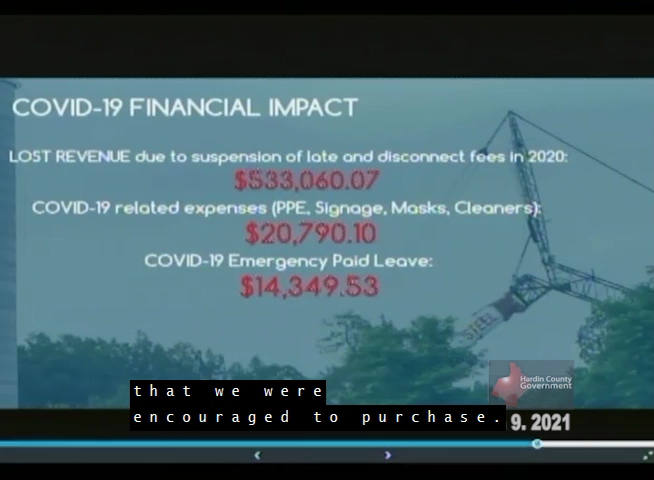 COVID-19 FINANCIAL IMPACT
LOST REVENUE due to suspension of late and disconnect fees in 2020:
$533,060.07
COVID-19 related expenses (PPE, Signage, Masks, Cleaners):
$20,790.10
COVID-19 Emergency Paid Leave:
$14,349.53
STEEL
Hardin County
Government
that we were
encouraged to purchase.
9. 2021